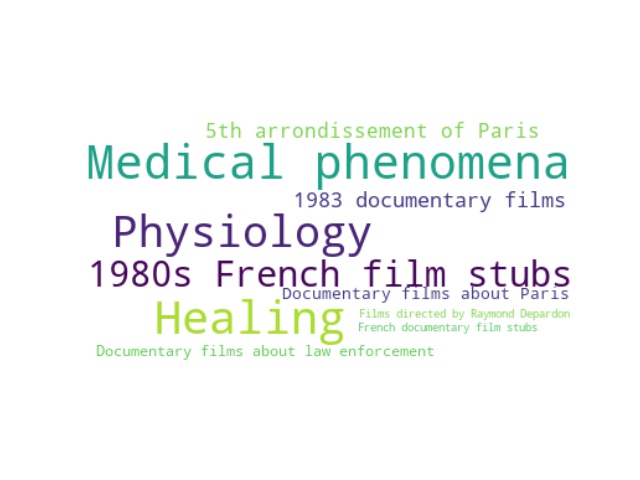 5th arrondissement of Paris
Medical phenomena
1983 documentary films
Physiology
1980s French film stubs
Documentary films about Paris
Healing
Films directed by Raymond Depardon
French documentary film stubs
Documentary films about law enforcement